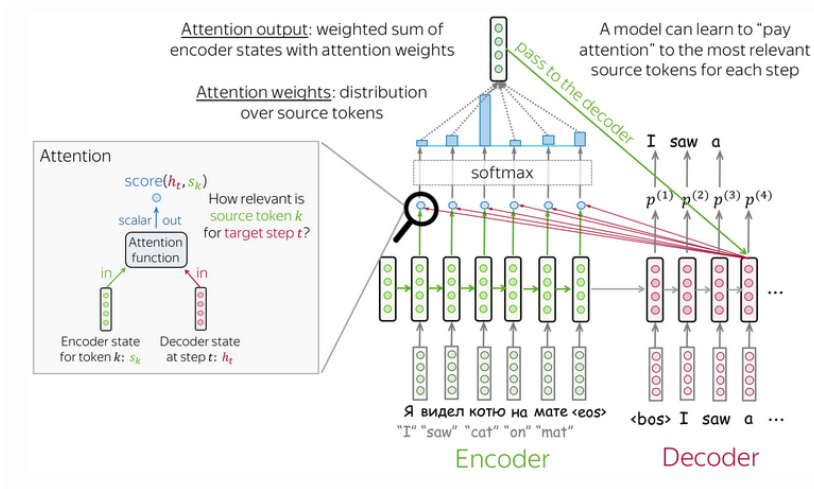 Attention output: weighted sum of
encoder states with attention weights
A model can learn to "pay
attention" to the most relevant
source tokens for each step
pass to the decoder
Attention weights: distribution
over source tokens
I saw a
Attention
softmax
score(hₜ, sₖ)
How relevant is
source token k
for target step t?
scalar out
Attention
function
in in
p⁽¹⁾ p⁽²⁾ p⁽³⁾ p⁽⁴⁾
...
Encoder state
for token k: sₖ
Decoder state
at step t: hₜ
Я видел котю на мате <eos>
"I" "saw" "cat" "on" "mat"
<bos> I saw a ...
Encoder
Decoder